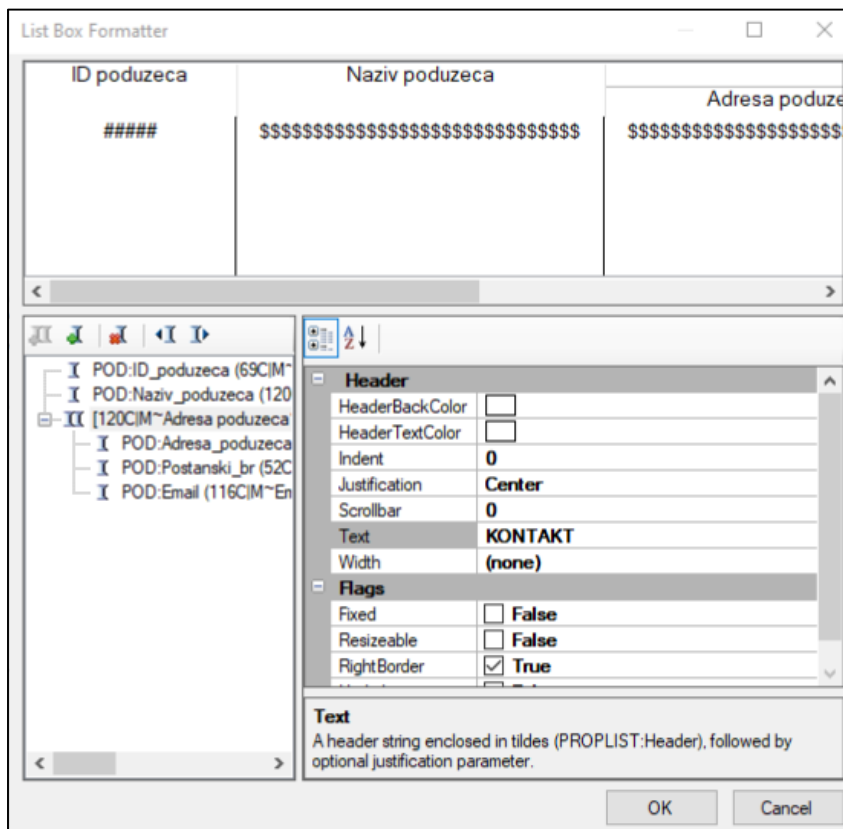 List Box Formatter
ID poduzeca Naziv poduzeca
Adresa poduze
##### $$$$$$$$$$$$$$$$$$$$$$$$$$$$$$ $$$$$$$$$$$$$$$$$$$$
POD:ID_poduzeca (69C|M~
POD:Naziv_poduzeca (120
[120C|M~Adresa poduzeca
POD:Adresa_poduzeca
POD:Postanski_br (52C
POD:Email (116C|M~En
Header
HeaderBackColor
HeaderTextColor
Indent 0
Justification Center
Scrollbar 0
Text KONTAKT
Width (none)
Flags
Fixed False
Resizeable False
RightBorder True
Text
A header string enclosed in tildes (PROPLIST:Header), followed by
optional justification parameter.
OK Cancel